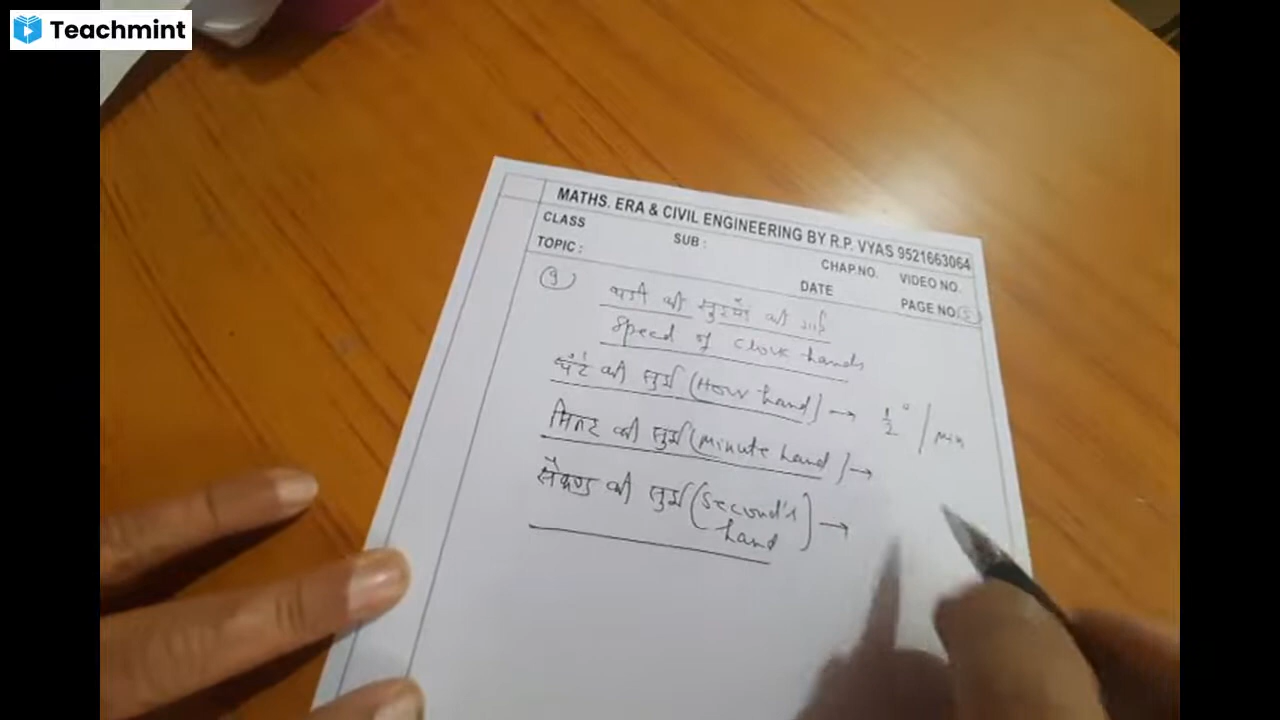 Teachmint
MATHS. ERA & CIVIL ENGINEERING BY R.P. VYAS 9521663064
CLASS SUB : CHAP.NO. VIDEO NO.
TOPIC : DATE PAGE NO. 5
9 घडी की सुइयों की गति
Speed of Clock hands
घंटे की सुई (Hour hand) → 1/2° / min
मिनट की सुई (minute hand) →
सैकण्ड की सुई (Second's
hand) →